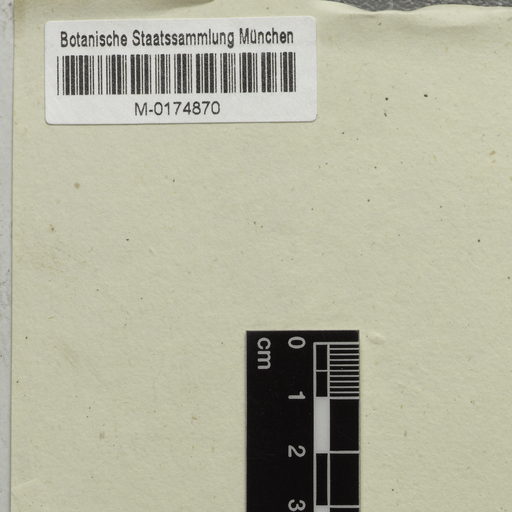 Botanische Staatssammlung München
M-0174870
cm
0
1
2
3